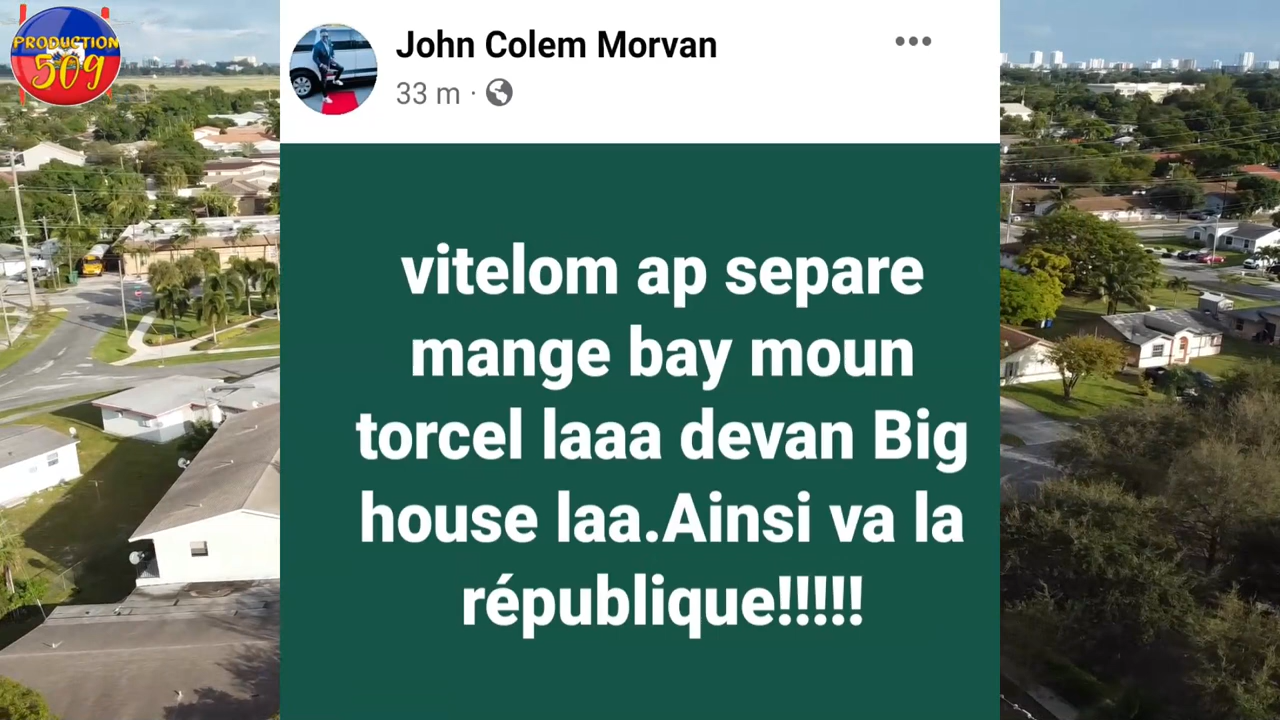 PRODUCTION
509
John Colem Morvan
33 m ·
vitelom ap separe
mange bay moun
torcel laaa devan Big
house laa.Ainsi va la
république!!!!!